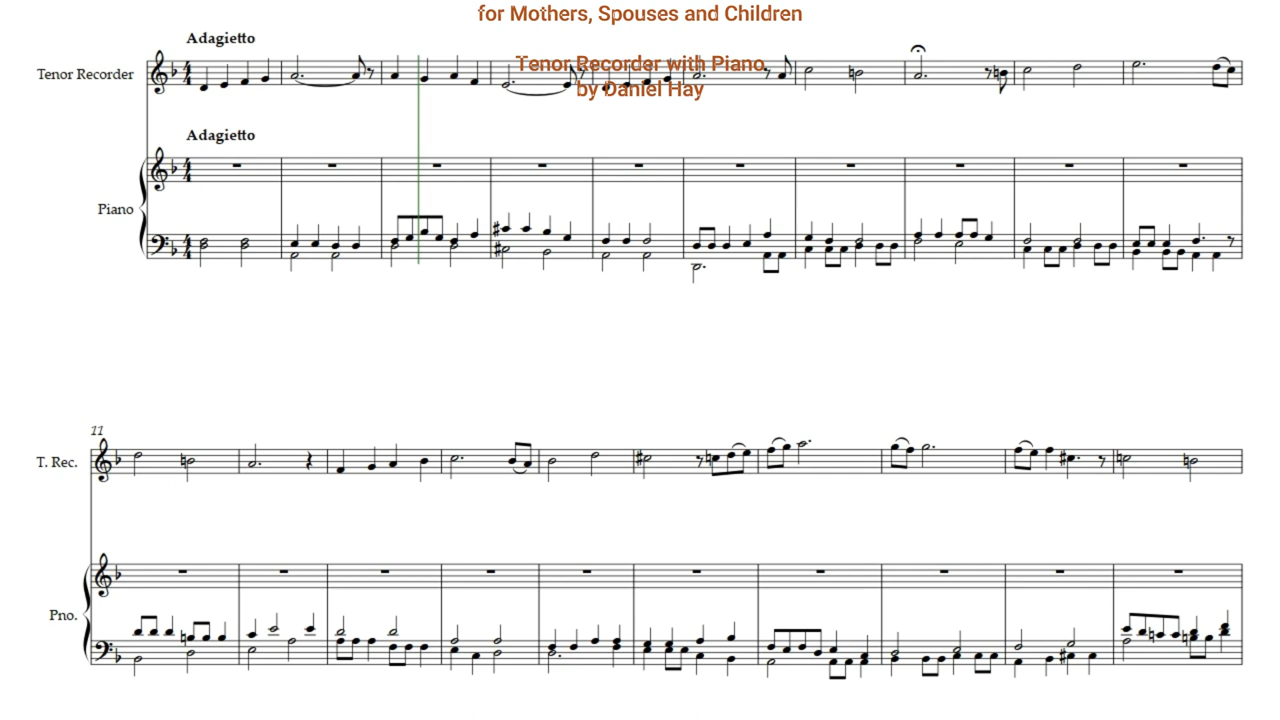 for Mothers, Spouses and Children
Adagietto
Tenor Recorder with Piano
Tenor Recorder
by Daniel Hay
Adagietto
Piano
11
T. Rec.
Pno.